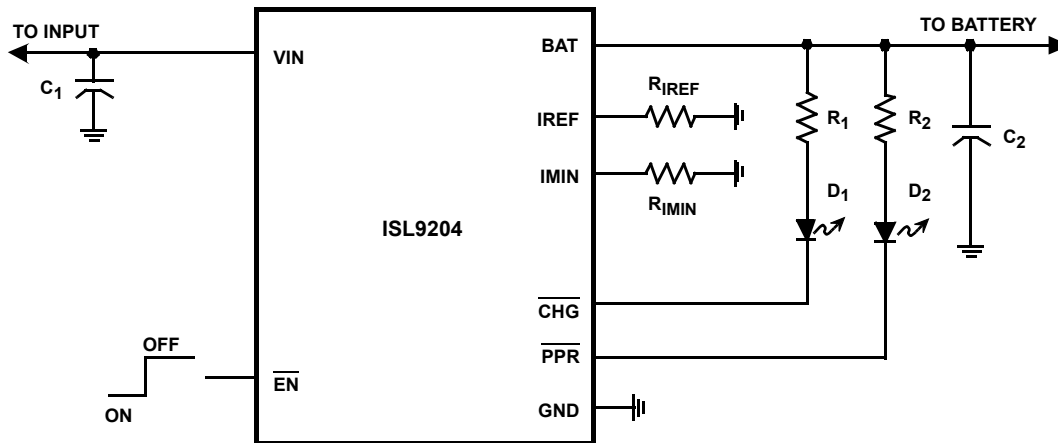 TO INPUT
C1
VIN
BAT
TO BATTERY
RIREF
IREF
R1
R2
C2
IMIN
RIMIN
D1
D2
ISL9204
CHG
OFF
PPR
EN
ON
GND